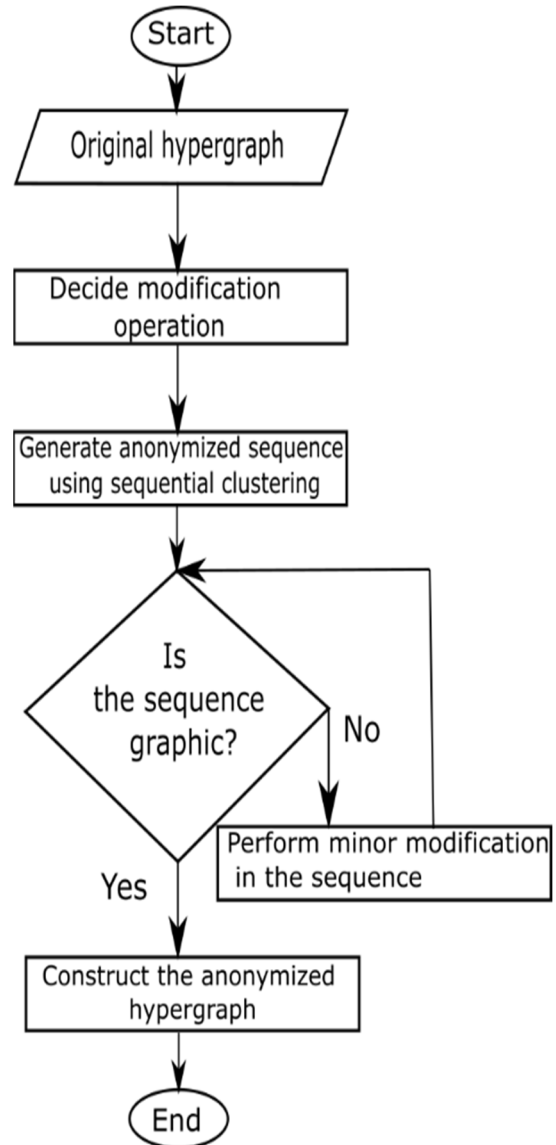 Start
Original hypergraph
Decide modification
operation
Generate anonymized sequence
using sequential clustering
Is
the sequence
graphic?
No
Perform minor modification
in the sequence
Yes
Construct the anonymized
hypergraph
End